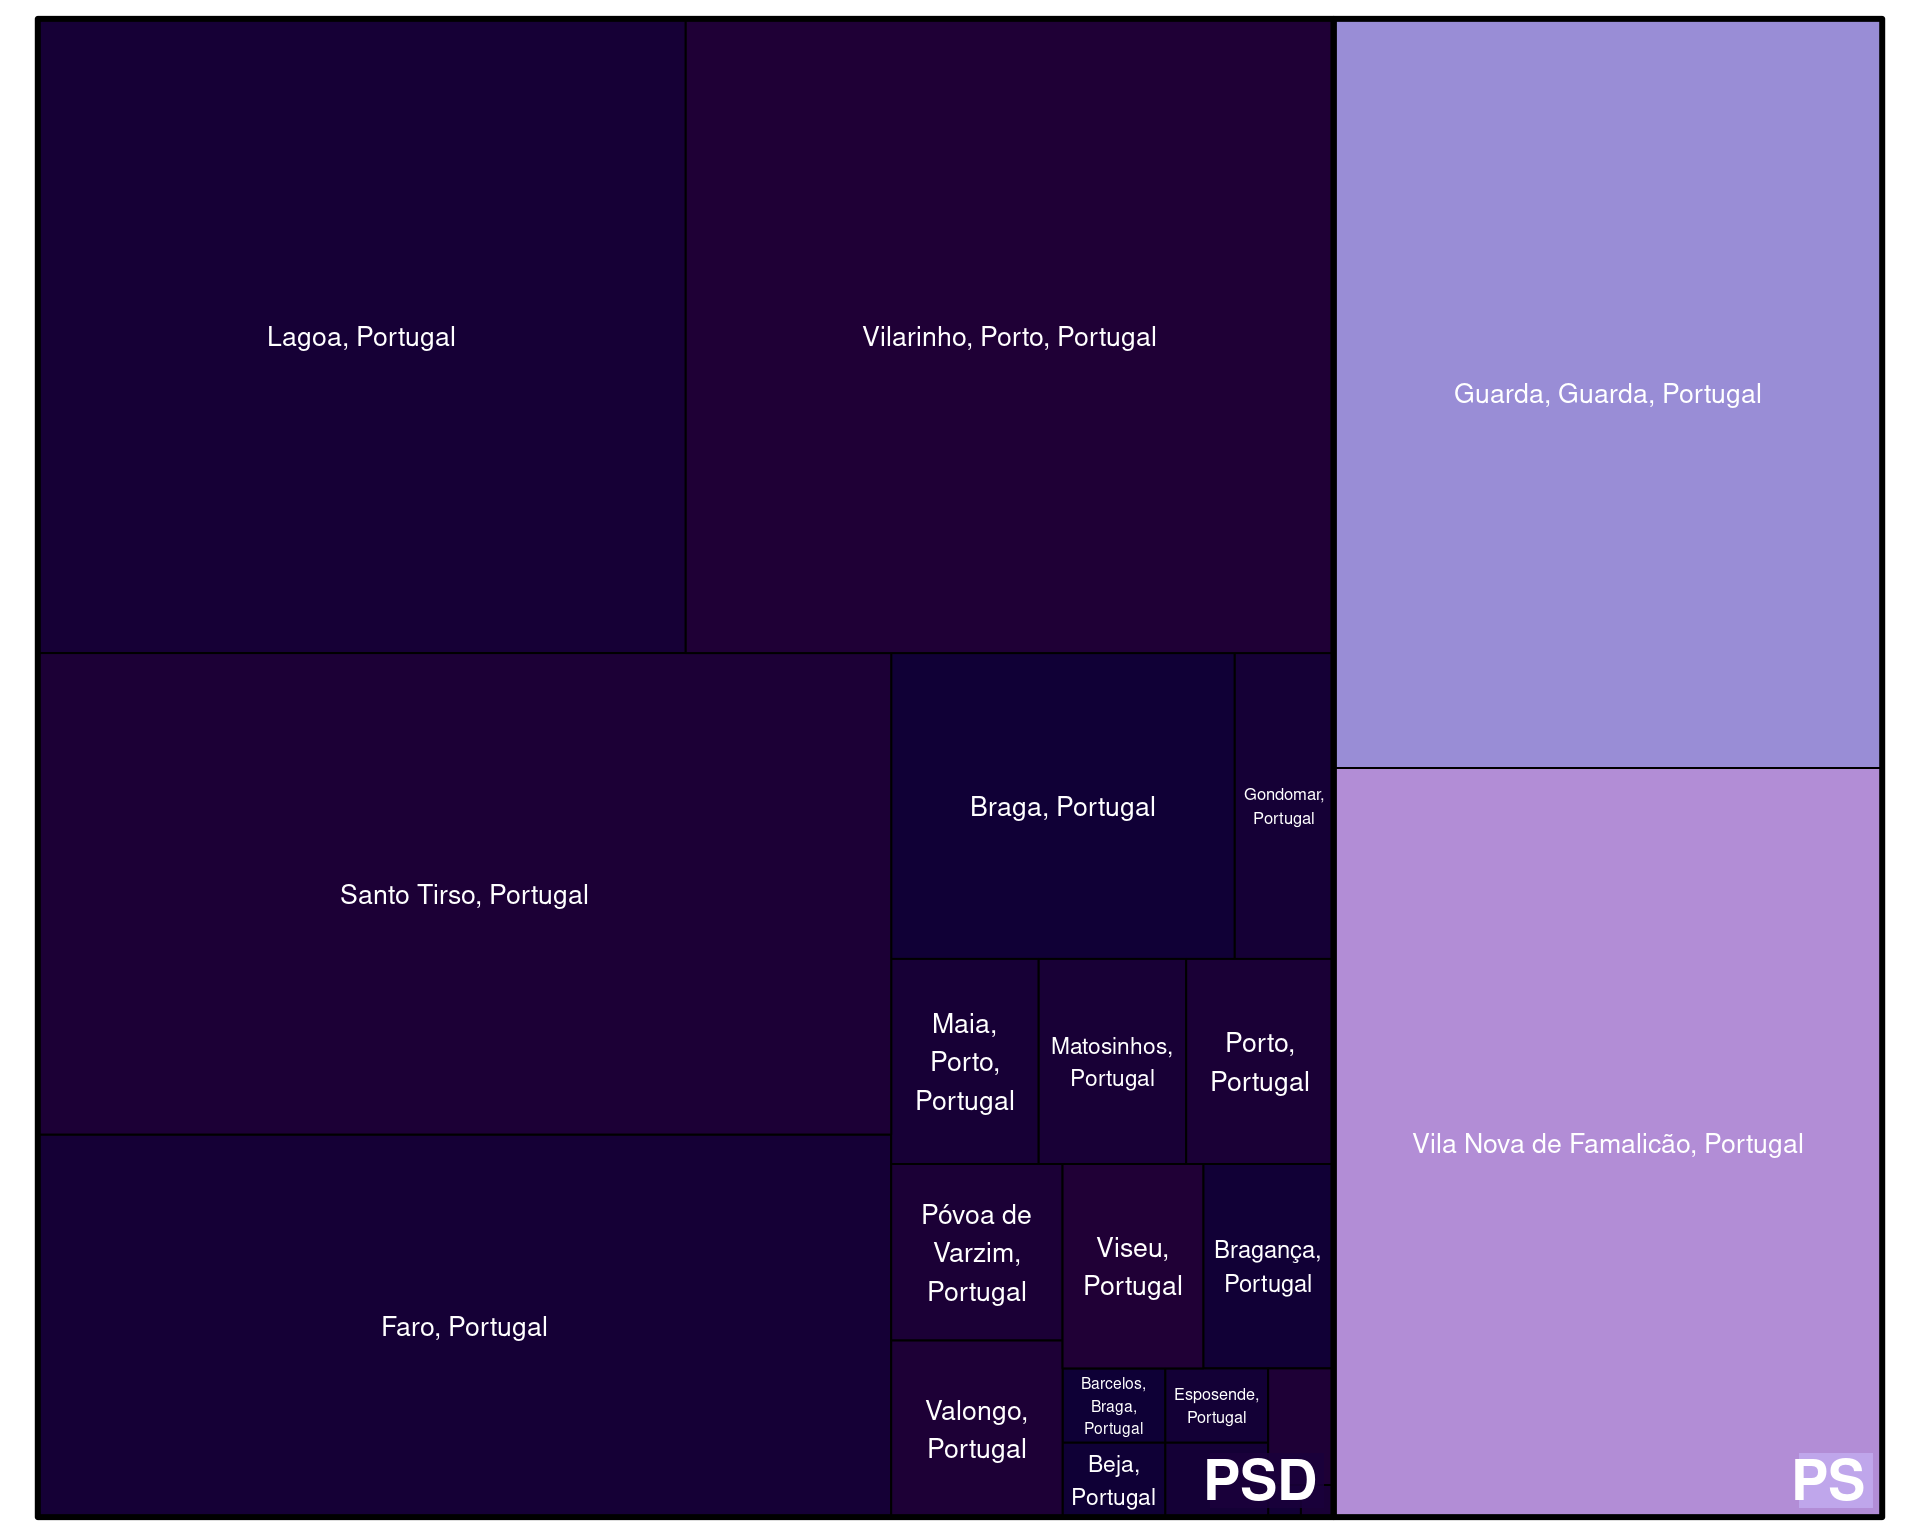 Lagoa, Portugal
Vilarinho, Porto, Portugal
Guarda, Guarda, Portugal
Santo Tirso, Portugal
Braga, Portugal
Gondomar,
Portugal
Maia,
Porto,
Portugal
Matosinhos,
Portugal
Porto,
Portugal
Vila Nova de Famalicão, Portugal
Faro, Portugal
Póvoa de
Varzim,
Portugal
Viseu,
Portugal
Bragança,
Portugal
Valongo,
Portugal
Barcelos,
Braga,
Portugal
Esposende,
Portugal
Beja,
Portugal
PSD
PS